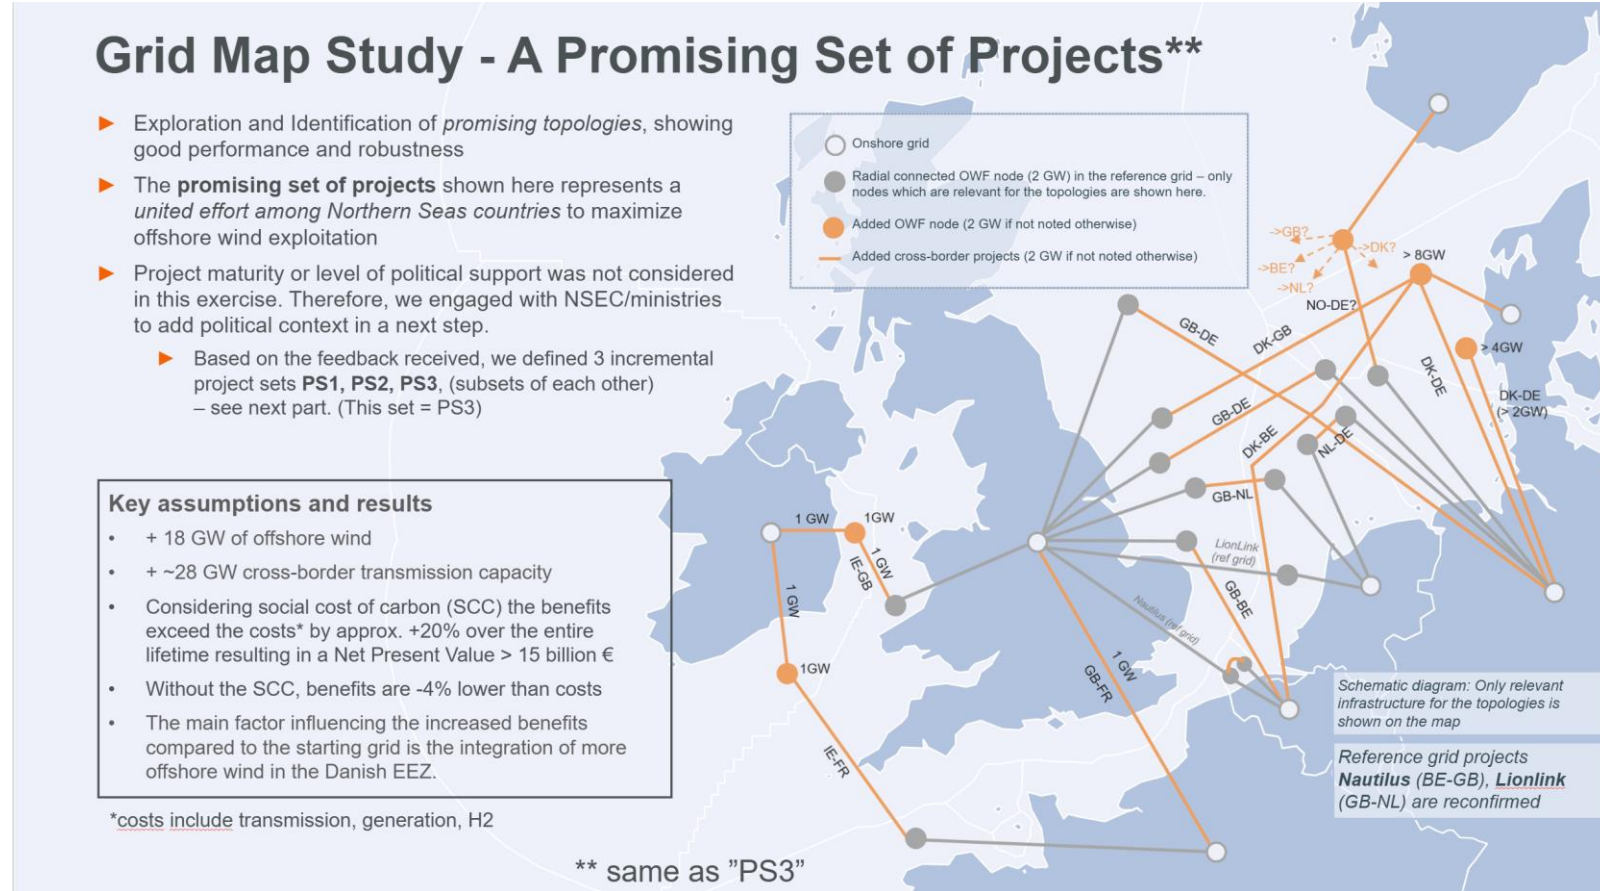 Grid Map Study - A Promising Set of Projects**
Exploration and Identification of promising topologies, showing
good performance and robustness
The promising set of projects shown here represents a
united effort among Northern Seas countries to maximize
offshore wind exploitation
Project maturity or level of political support was not considered
in this exercise. Therefore, we engaged with NSEC/ministries
to add political context in a next step.
Based on the feedback received, we defined 3 incremental
project sets PS1, PS2, PS3, (subsets of each other)
– see next part. (This set = PS3)
Key assumptions and results
+ 18 GW of offshore wind
+ ~28 GW cross-border transmission capacity
Considering social cost of carbon (SCC) the benefits
exceed the costs* by approx. +20% over the entire
lifetime resulting in a Net Present Value > 15 billion €
Without the SCC, benefits are -4% lower than costs
The main factor influencing the increased benefits
compared to the starting grid is the integration of more
offshore wind in the Danish EEZ.
*costs include transmission, generation, H2
** same as ”PS3”
Onshore grid
Radial connected OWF node (2 GW) in the reference grid – only
nodes which are relevant for the topologies are shown here.
Added OWF node (2 GW if not noted otherwise)
Added cross-border projects (2 GW if not noted otherwise)
->GB?
->DK?
->BE?
->NL?
> 8GW
NO-DE?
GB-DE
DK-GB
> 4GW
DK-DE
DK-DE
(> 2GW)
GB-DE
DK-BE
NL-DE
GB-NL
1 GW
1GW
1 GW
IE-GB
LionLink
(ref grid)
1 GW
GB-BE
Nautilus (ref grid)
1GW
1 GW
GB-FR
IE-FR
Schematic diagram: Only relevant
infrastructure for the topologies is
shown on the map
Reference grid projects
Nautilus (BE-GB), Lionlink
(GB-NL) are reconfirmed